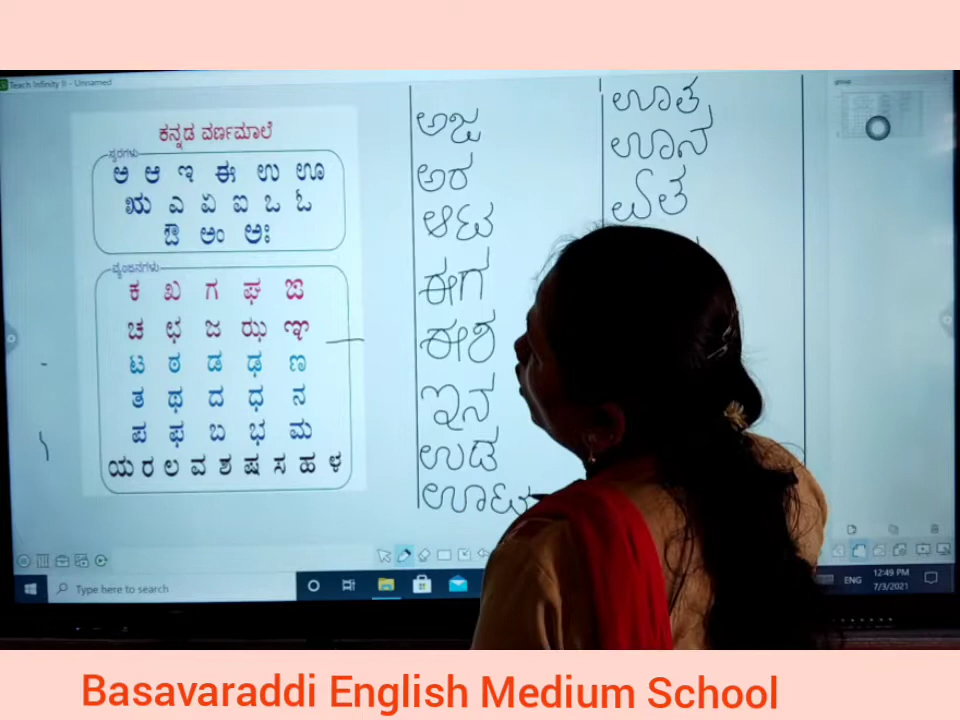 Teach Infinity II - Unnamed
ಕನ್ನಡ ವರ್ಣಮಾಲೆ
ಸ್ವರಗಳು
ಅ ಆ ಇ ಈ ಉ ಊ
ಋ ಎ ಏ ಐ ಒ ಓ
ಔ ಅಂ ಅಃ
ವ್ಯಂಜನಗಳು
ಕ ಖ ಗ ಘ ಙ
ಚ ಛ ಜ ಝ ಞ
ಟ ಠ ಡ ಢ ಣ
ತ ಥ ದ ಧ ನ
ಪ ಫ ಬ ಭ ಮ
ಯ ರ ಲ ವ ಶ ಷ ಸ ಹ ಳ
ಅಜ
ಅರ
ಆಟ
ಈಗ
ಈಶ
ಇನ
ಉಡ
ಊಟ
ಊತ
ಊನ
ಏತ
Type here to search
ENG
12:49 PM
7/3/2021
Basavaraddi English Medium School